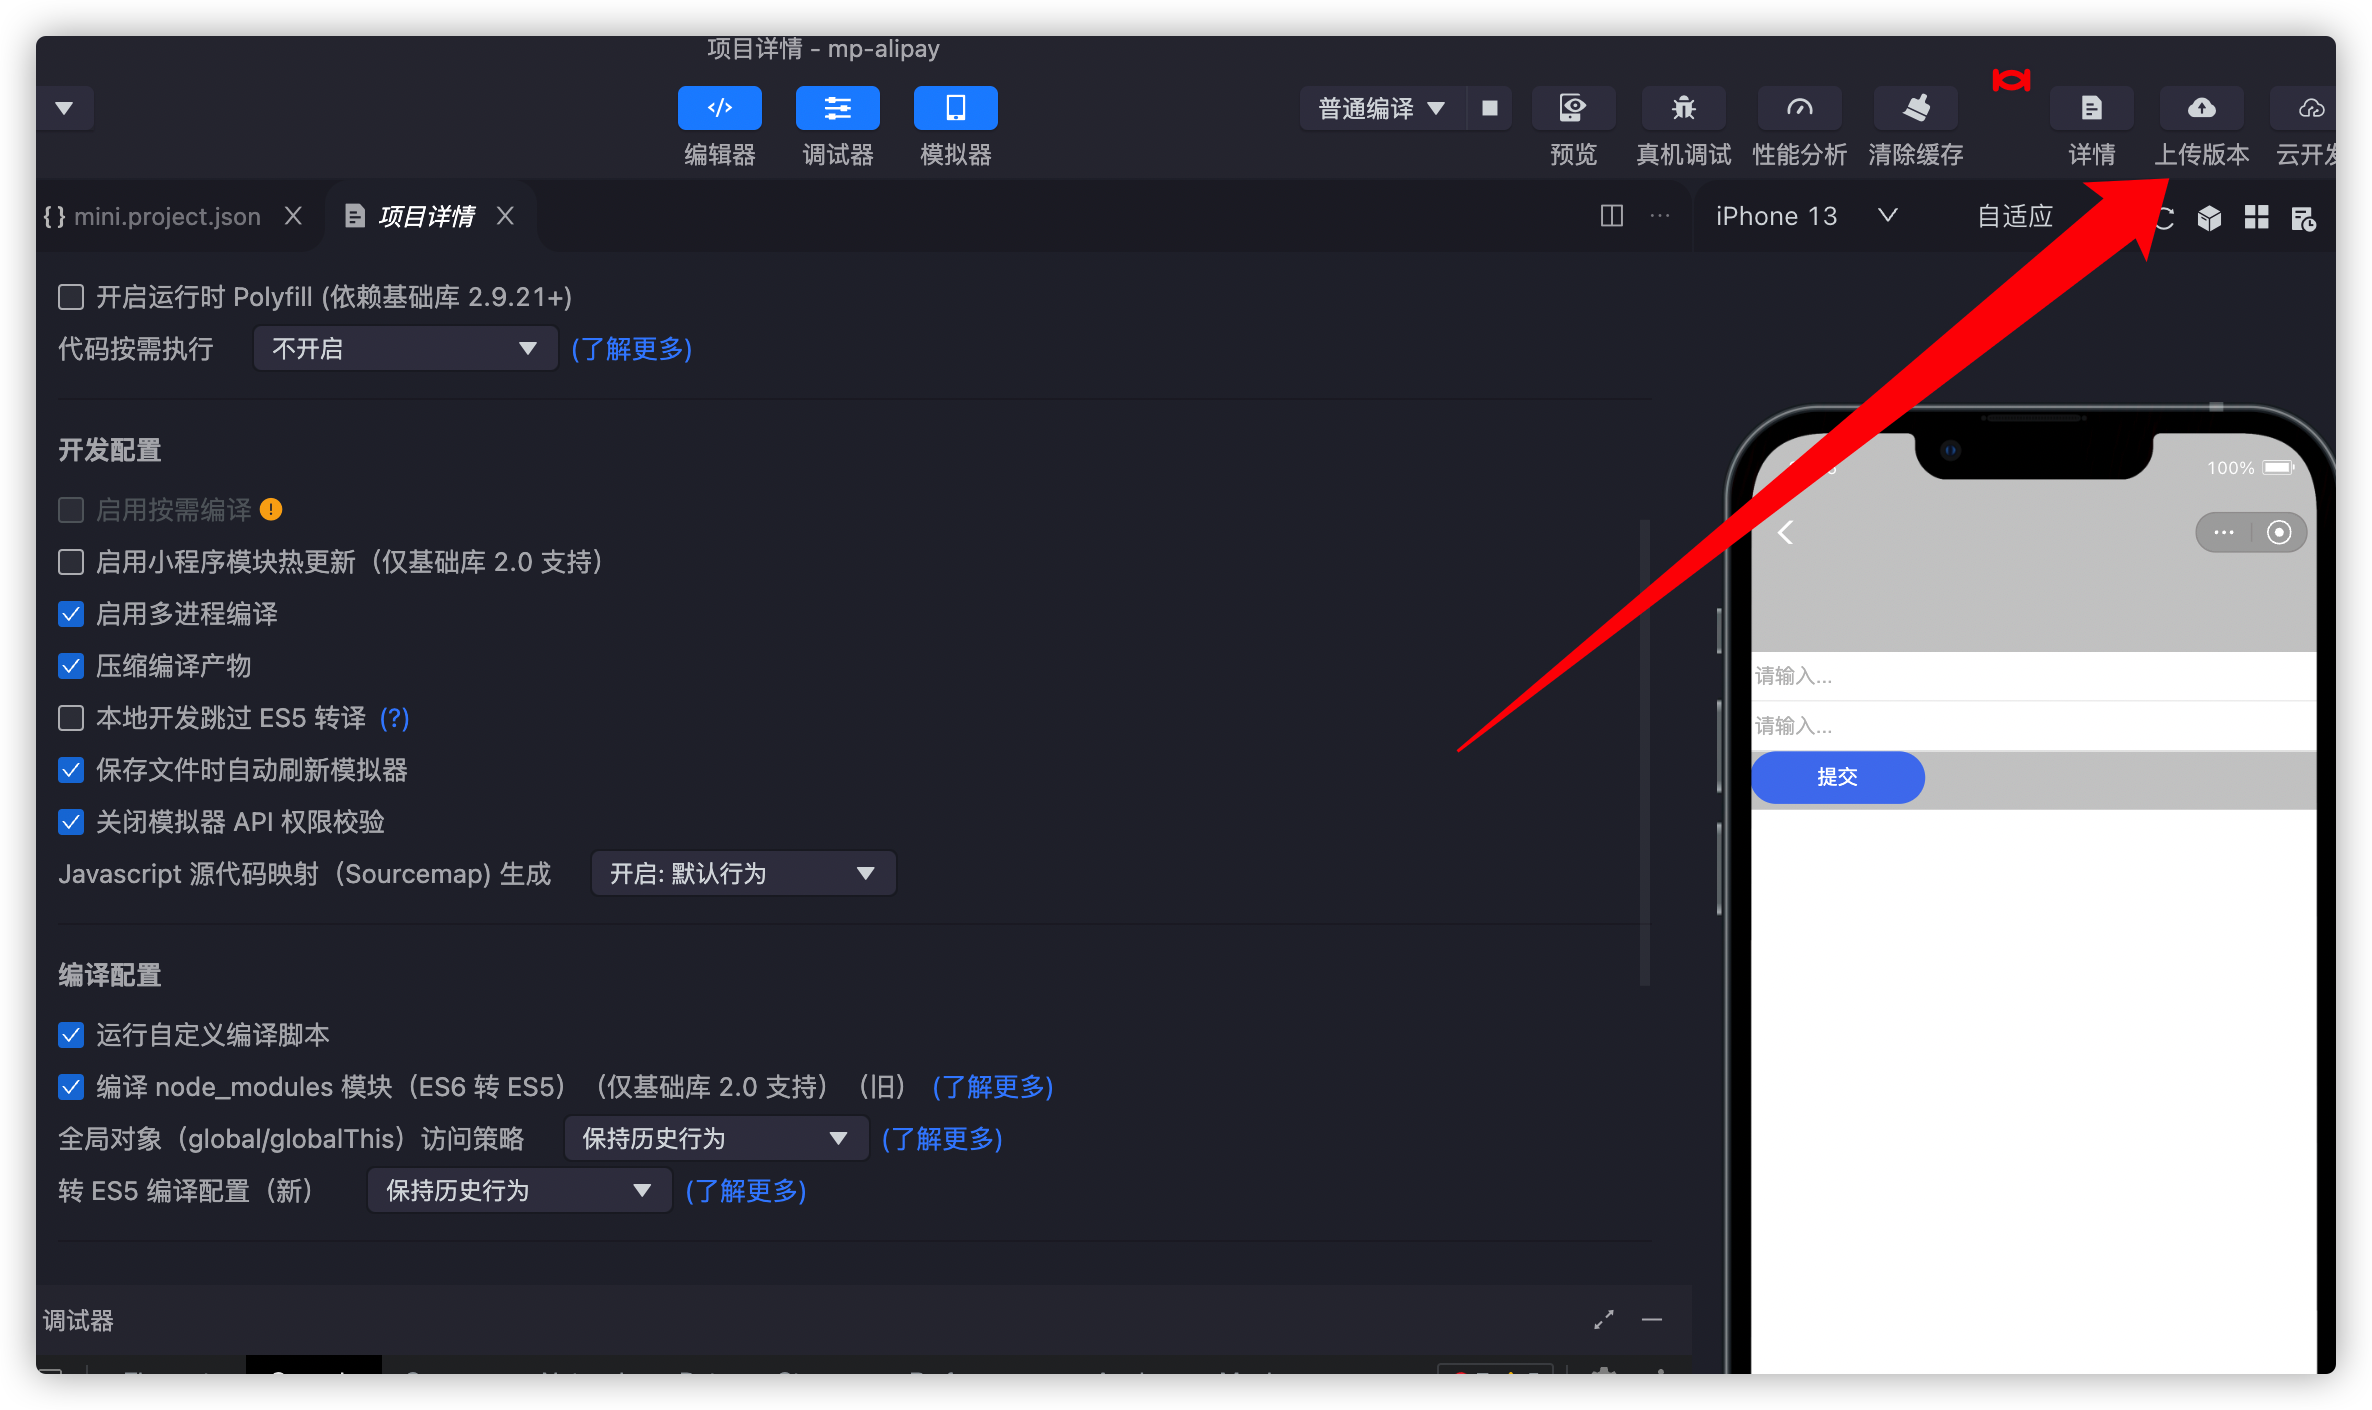 项目详情 - mp-alipay
编辑器
调试器
模拟器
普通编译
预览
真机调试
性能分析
清除缓存
详情
上传版本
云开发
{} mini.project.json X
项目详情 X
iPhone 13
自适应
开启运行时 Polyfill (依赖基础库 2.9.21+)
代码按需执行 不开启 (了解更多)
开发配置
启用按需编译
启用小程序模块热更新（仅基础库 2.0 支持）
启用多进程编译
压缩编译产物
本地开发跳过 ES5 转译 (?)
保存文件时自动刷新模拟器
关闭模拟器 API 权限校验
Javascript 源代码映射（Sourcemap) 生成 开启: 默认行为
编译配置
运行自定义编译脚本
编译 node_modules 模块（ES6 转 ES5）（仅基础库 2.0 支持）（旧） (了解更多)
全局对象（global/globalThis）访问策略 保持历史行为 (了解更多)
转 ES5 编译配置（新） 保持历史行为 (了解更多)
调试器
100%
请输入...
请输入...
提交